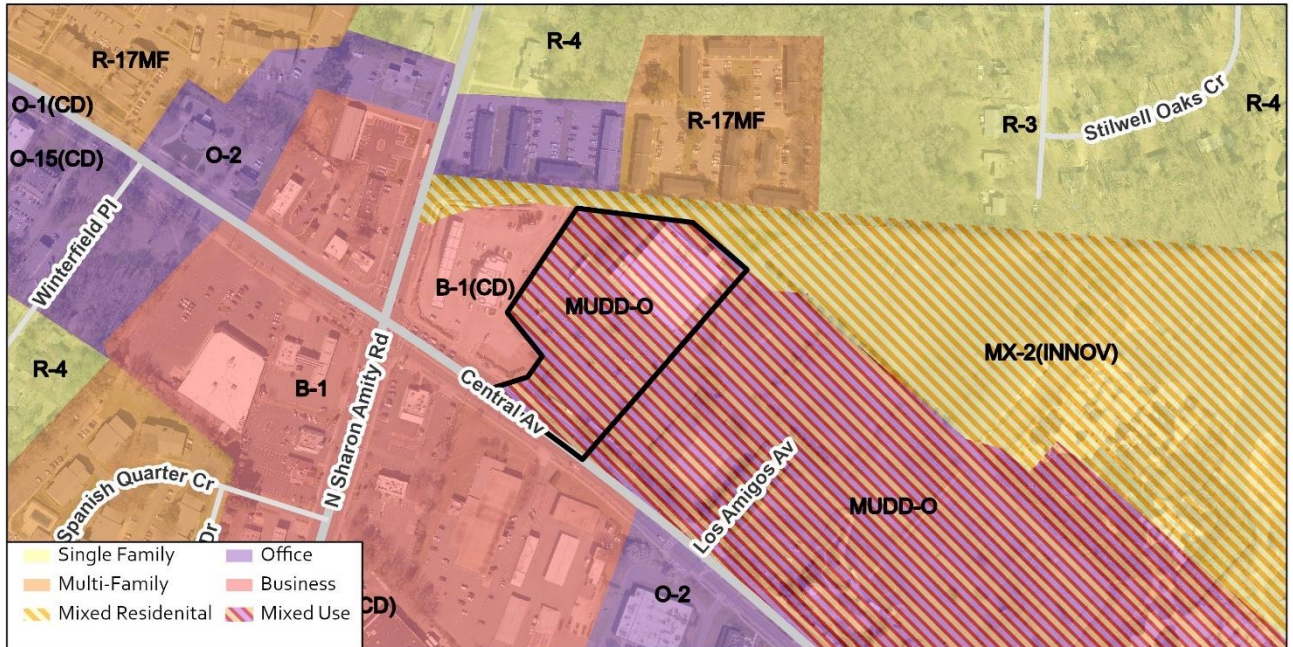 R-17MF
R-4
O-1(CD)
R-17MF
R-3
Stilwell Oaks Cr
R-4
O-15(CD)
O-2
Winterfield Pl
B-1(CD)
MUDD-O
MX-2(INNOV)
R-4
B-1
N Sharon Amity Rd
Central Av
Spanish Quarter Cr
Dr
Los Amigos Av
MUDD-O
O-2
CD)
Single Family
Office
Multi-Family
Business
Mixed Residenital
Mixed Use